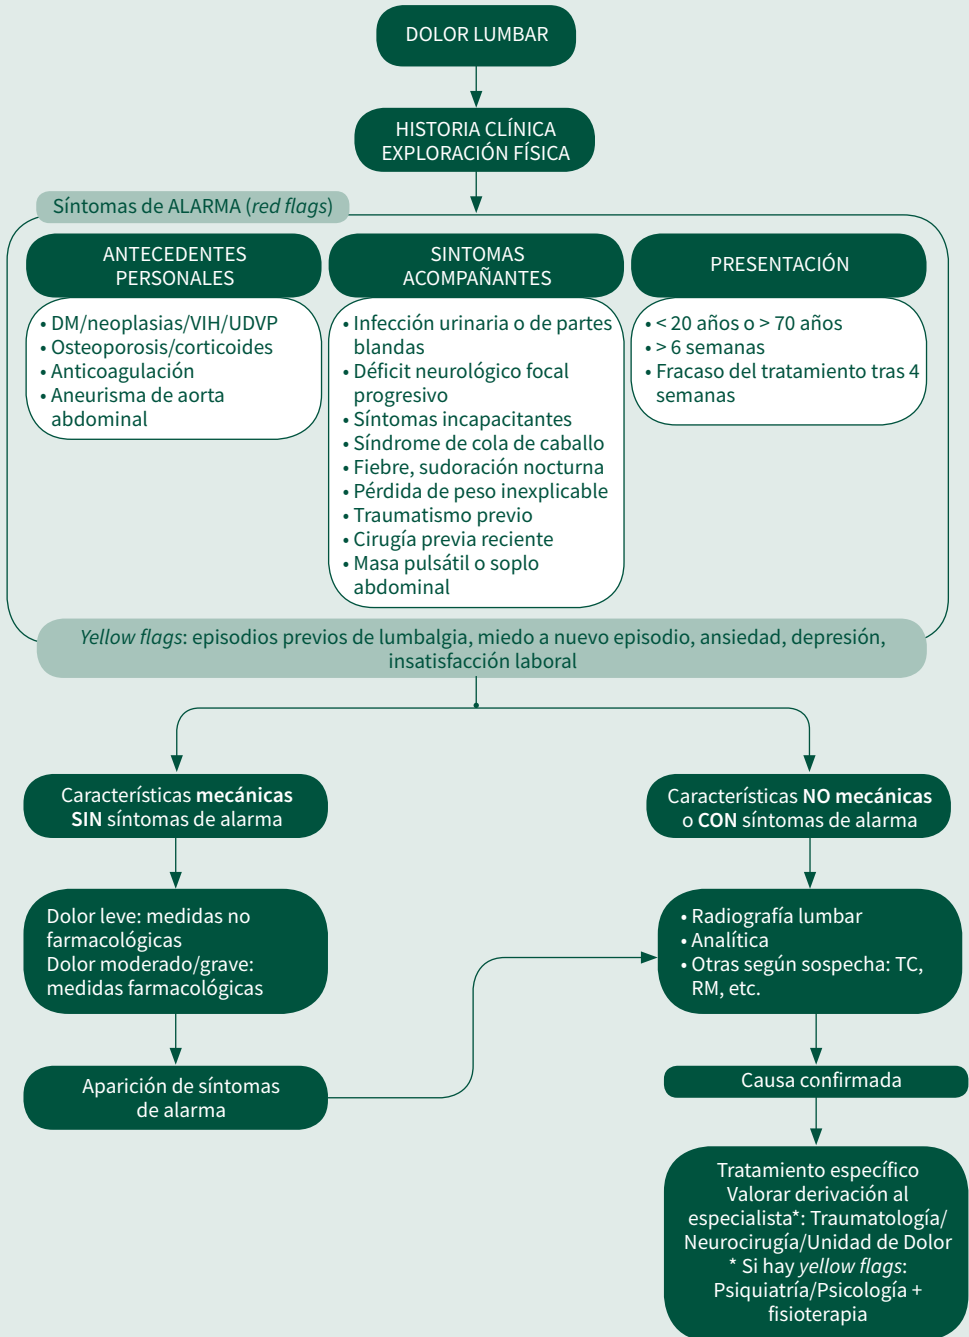 DOLOR LUMBAR
HISTORIA CLÍNICA
EXPLORACIÓN FÍSICA
Síntomas de ALARMA (red flags)
ANTECEDENTES
PERSONALES
• DM/neoplasias/VIH/UDVP
• Osteoporosis/corticoides
• Anticoagulación
• Aneurisma de aorta
abdominal
SINTOMAS
ACOMPAÑANTES
• Infección urinaria o de partes
blandas
• Déficit neurológico focal
progresivo
• Síntomas incapacitantes
• Síndrome de cola de caballo
• Fiebre, sudoración nocturna
• Pérdida de peso inexplicable
• Traumatismo previo
• Cirugía previa reciente
• Masa pulsátil o soplo
abdominal
PRESENTACIÓN
• < 20 años o > 70 años
• > 6 semanas
• Fracaso del tratamiento tras 4
semanas
Yellow flags: episodios previos de lumbalgia, miedo a nuevo episodio, ansiedad, depresión,
insatisfacción laboral
Características mecánicas
SIN síntomas de alarma
Dolor leve: medidas no
farmacológicas
Dolor moderado/grave:
medidas farmacológicas
Aparición de síntomas
de alarma
Características NO mecánicas
o CON síntomas de alarma
• Radiografía lumbar
• Analítica
• Otras según sospecha: TC,
RM, etc.
Causa confirmada
Tratamiento específico
Valorar derivación al
especialista*: Traumatología/
Neurocirugía/Unidad de Dolor
* Si hay yellow flags:
Psiquiatría/Psicología +
fisioterapia